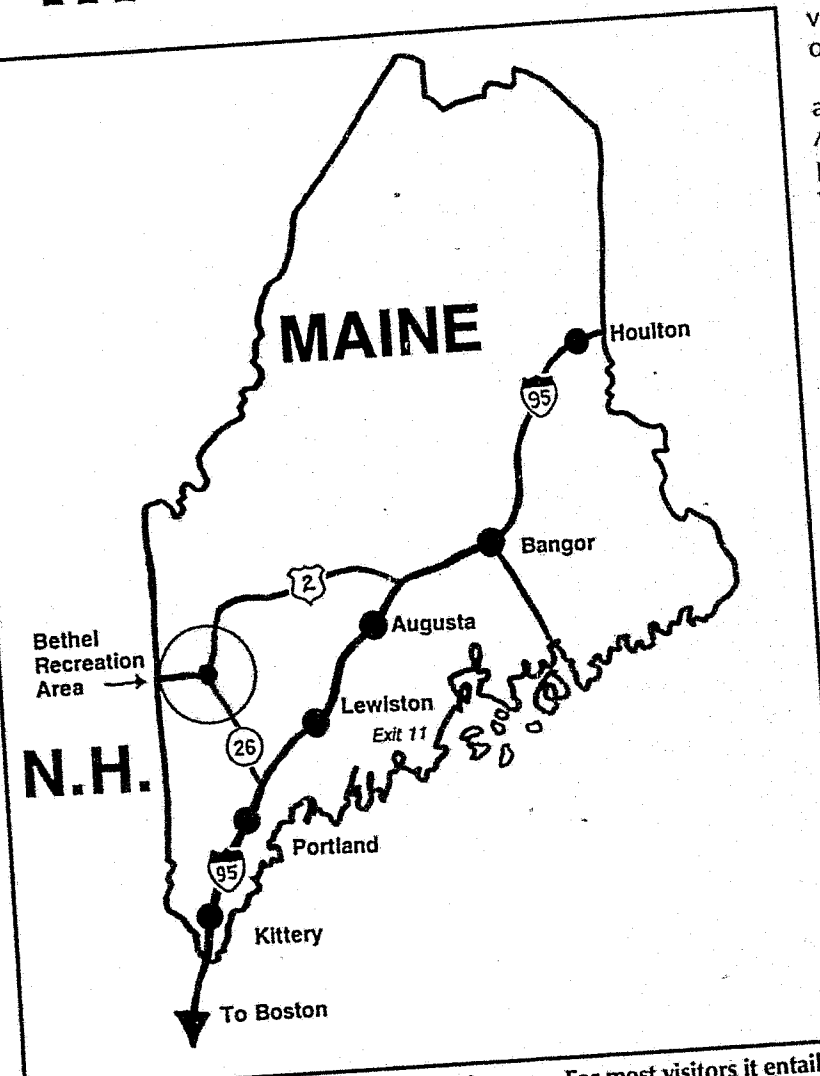 MAINE
Houlton
95
Bangor
2
Augusta
Bethel
Recreation
Area
Lewiston
Exit 11
26
N.H.
Portland
95
Kittery
To Boston
For most visitors it entail